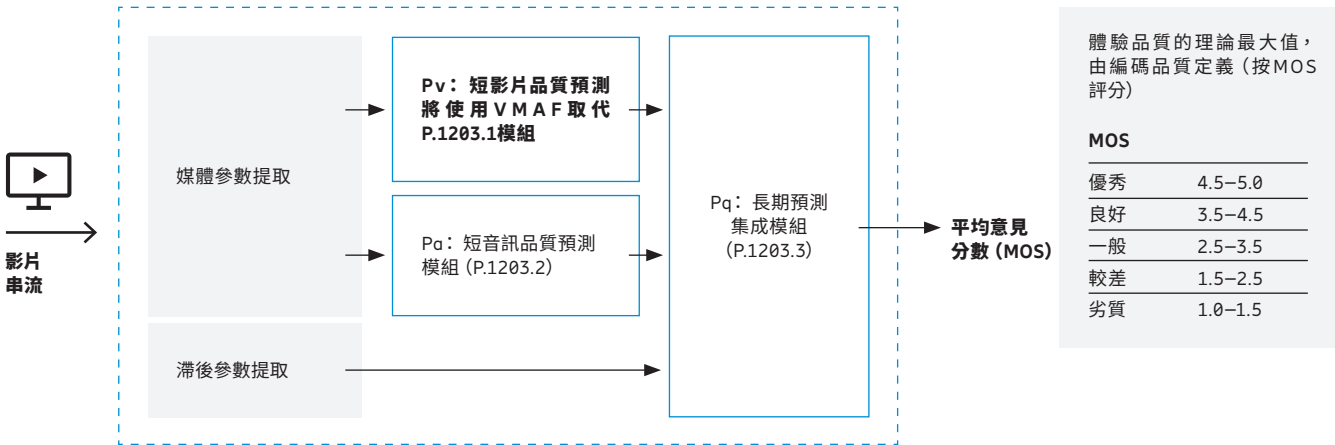 影片
串流
媒體參數提取
滯後參數提取
Pv：短影片品質預測
將使用VMAF取代
P.1203.1模組
Pa：短音訊品質預測
模組（P.1203.2）
Pq：長期預測
集成模組
（P.1203.3）
平均意見
分數（MOS）
體驗品質的理論最大值，
由編碼品質定義（按MOS
評分）
MOS
優秀 4.5–5.0
良好 3.5–4.5
一般 2.5–3.5
較差 1.5–2.5
劣質 1.0–1.5